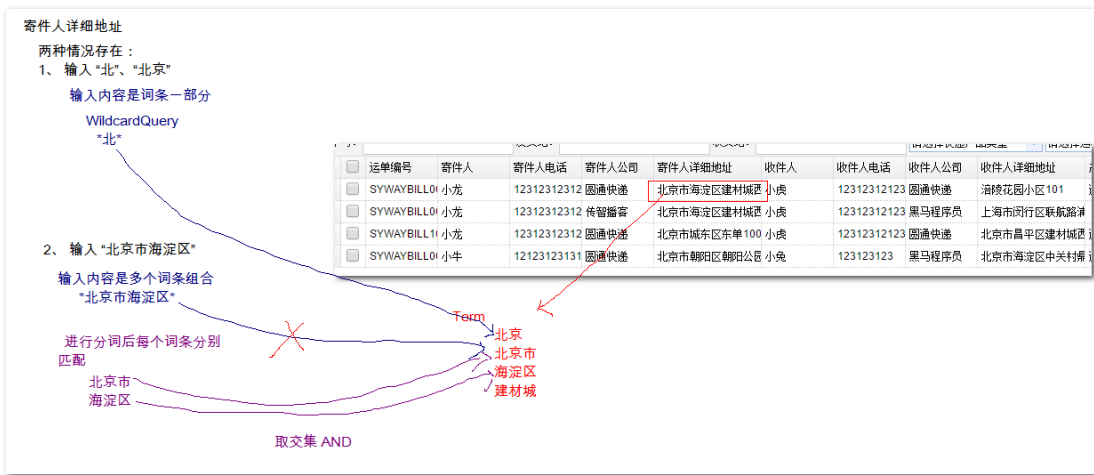 寄件人详细地址
两种情况存在：
1、 输入 “北”、“北京”
输入内容是词条一部分
WildcardQuery
*北*
运单编号 寄件人 寄件人电话 寄件人公司 寄件人详细地址 收件人 收件人电话 收件人公司 收件人详细地址
SYWAYBILL0 小龙 12312312312 圆通快递 北京市海淀区建材城西 小虎 12312312123 圆通快递 涪陵花园小区101
SYWAYBILL0 小龙 12312312312 传智播客 北京市海淀区建材城西 小虎 12312312123 黑马程序员 上海市闵行区联航路浦
SYWAYBILL1 小龙 12312312312 圆通快递 北京市城东区东单100 小虎 12312312123 圆通快递 北京市昌平区建材城西
SYWAYBILL0 小牛 12123123131 圆通快递 北京市朝阳区朝阳公园 小兔 123123123 黑马程序员 北京市海淀区中关村
2、 输入 “北京市海淀区”
输入内容是多个词条组合
"北京市海淀区"
进行分词后每个词条分别
匹配
北京市
海淀区
Term
北京
北京市
海淀区
建材城
取交集 AND